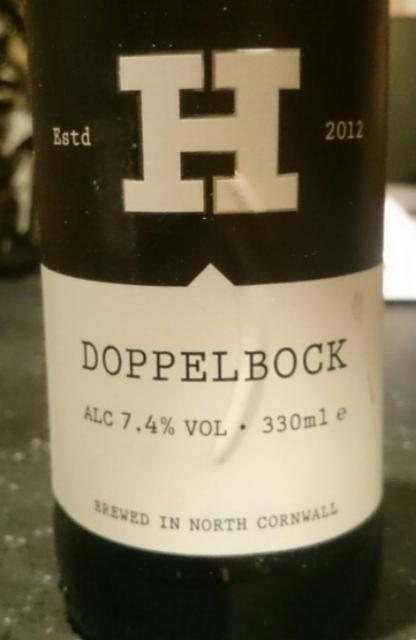 H
Estd 2012
DOPPELBOCK
ALC 7.4% VOL · 330ml e
BREWED IN NORTH CORNWALL